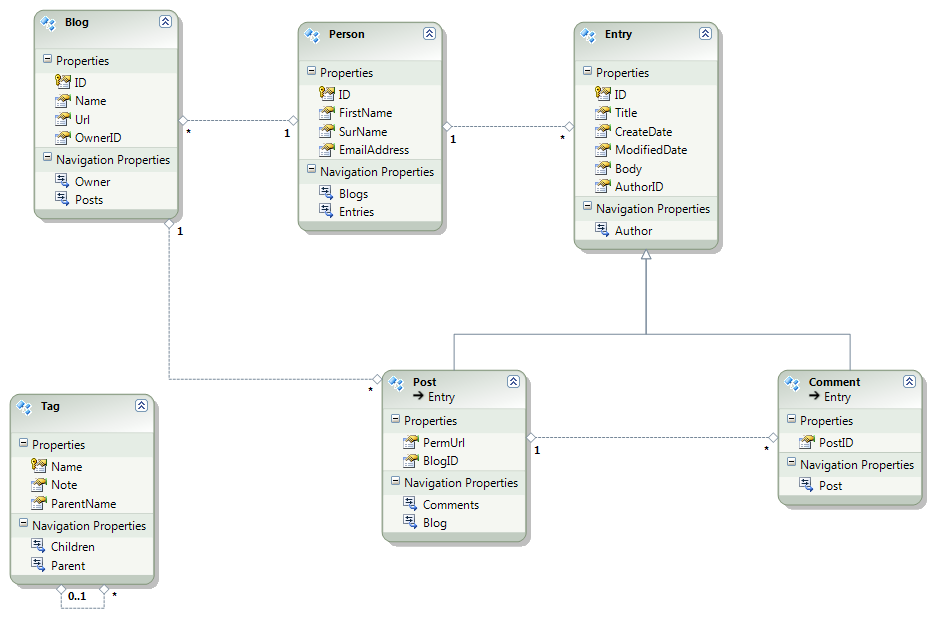 Blog
Properties
ID
Name
Url
OwnerID
Navigation Properties
Owner
Posts
*
1
Person
Properties
ID
FirstName
SurName
EmailAddress
Navigation Properties
Blogs
Entries
1
*
Entry
Properties
ID
Title
CreateDate
ModifiedDate
Body
AuthorID
Navigation Properties
Author
1
*
Tag
Properties
Name
Note
ParentName
Navigation Properties
Children
Parent
0..1
*
Post
Entry
Properties
PermUrl
BlogID
Navigation Properties
Comments
Blog
1
*
Comment
Entry
Properties
PostID
Navigation Properties
Post